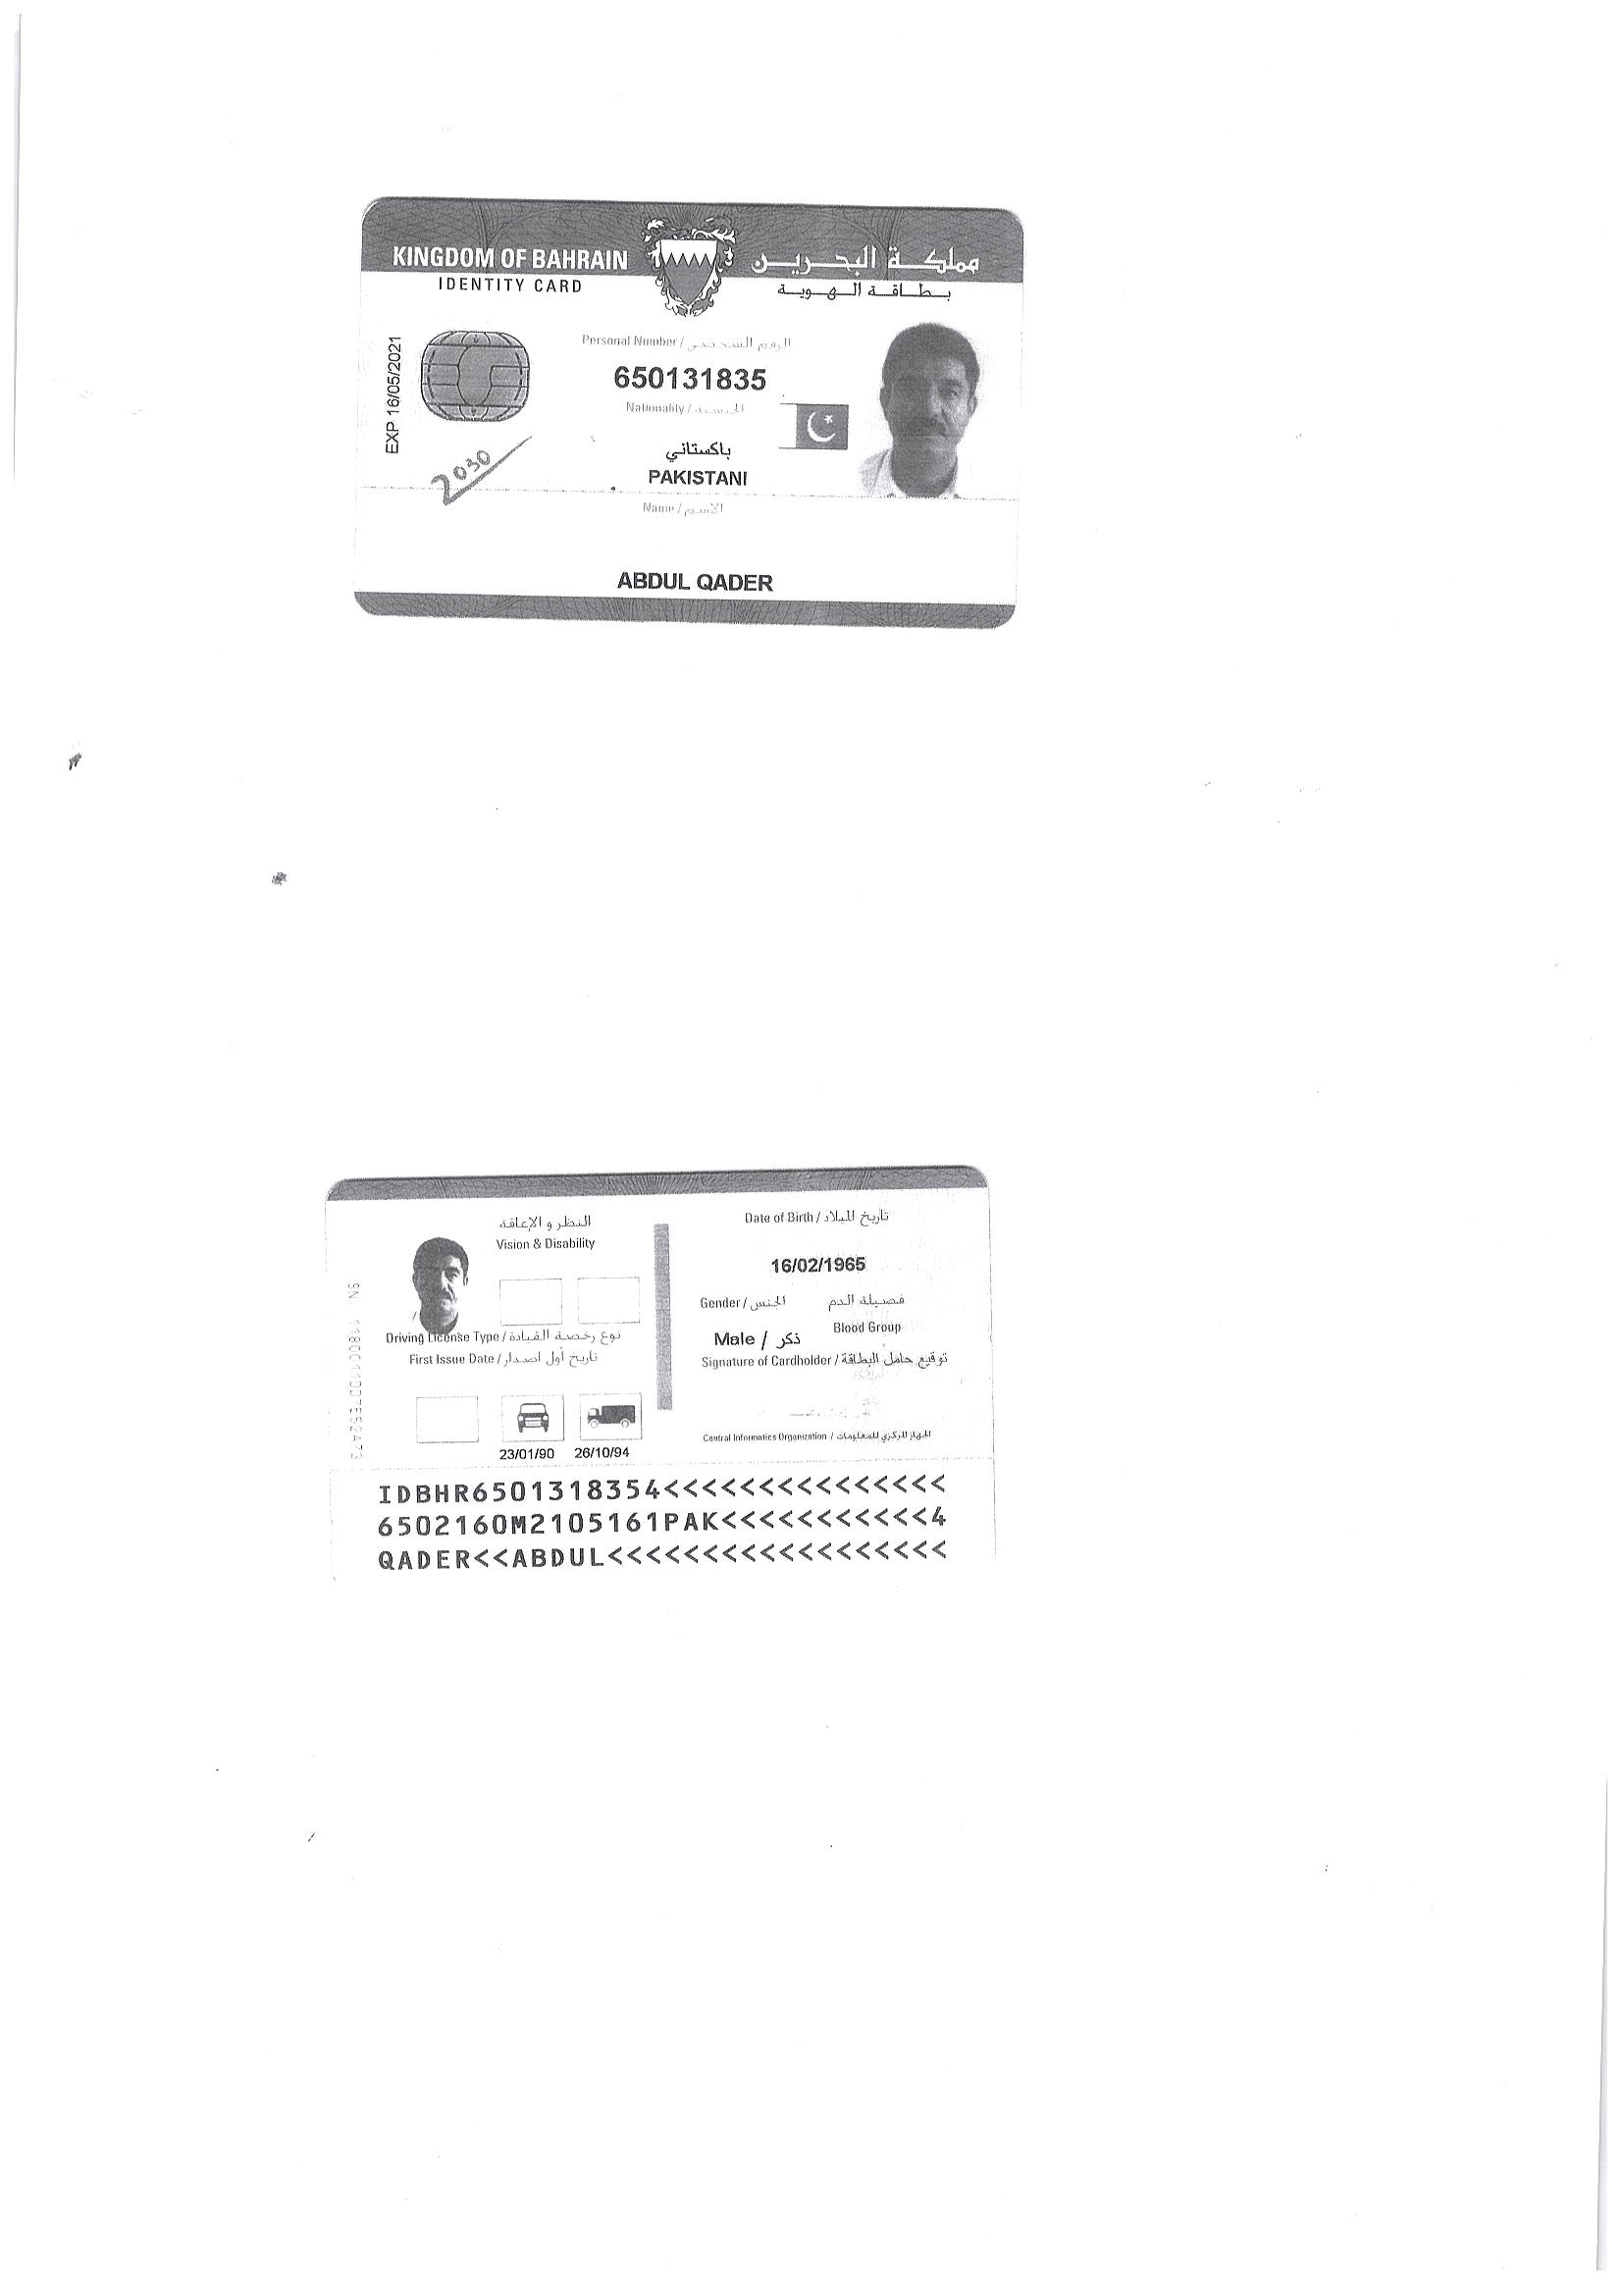 KINGDOM OF BAHRAIN مملكة البحرين
IDENTITY CARD بطاقة الهوية
EXP 16/05/2021
Personal Number / الرقم الشخصي
650131835
Nationality / الجنسية
باكستاني
PAKISTANI
2030
Name / الاسم
ABDUL QADER
النظر و الإعاقة
Vision & Disability
Driving License Type / نوع رخصة القيادة
First Issue Date / تاريخ أول اصدار
23/01/90 26/10/94
Date of Birth / تاريخ الميلاد
16/02/1965
Gender / الجنس فصيلة الدم
Blood Group
Male / ذكر
Signature of Cardholder / توقيع حامل البطاقة
Central Informatics Organization / الجهاز المركزي للمعلومات
IDBHR6501318354<<<<<<<<<<<<<<<
6502160M2105161PAK<<<<<<<<<<<4
QADER<<ABDUL<<<<<<<<<<<<<<<<<<